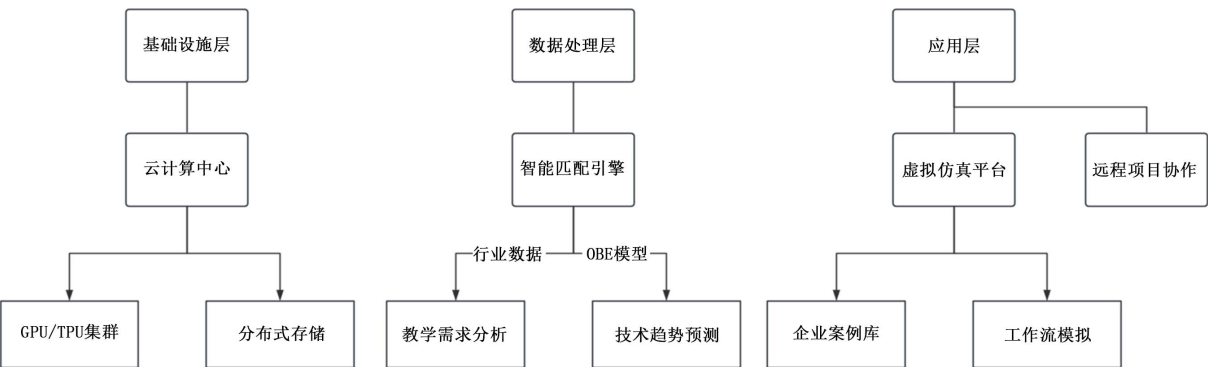 基础设施层
数据处理层
应用层
云计算中心
智能匹配引擎
虚拟仿真平台
远程项目协作
行业数据
OBE模型
GPU/TPU集群
分布式存储
教学需求分析
技术趋势预测
企业案例库
工作流模拟